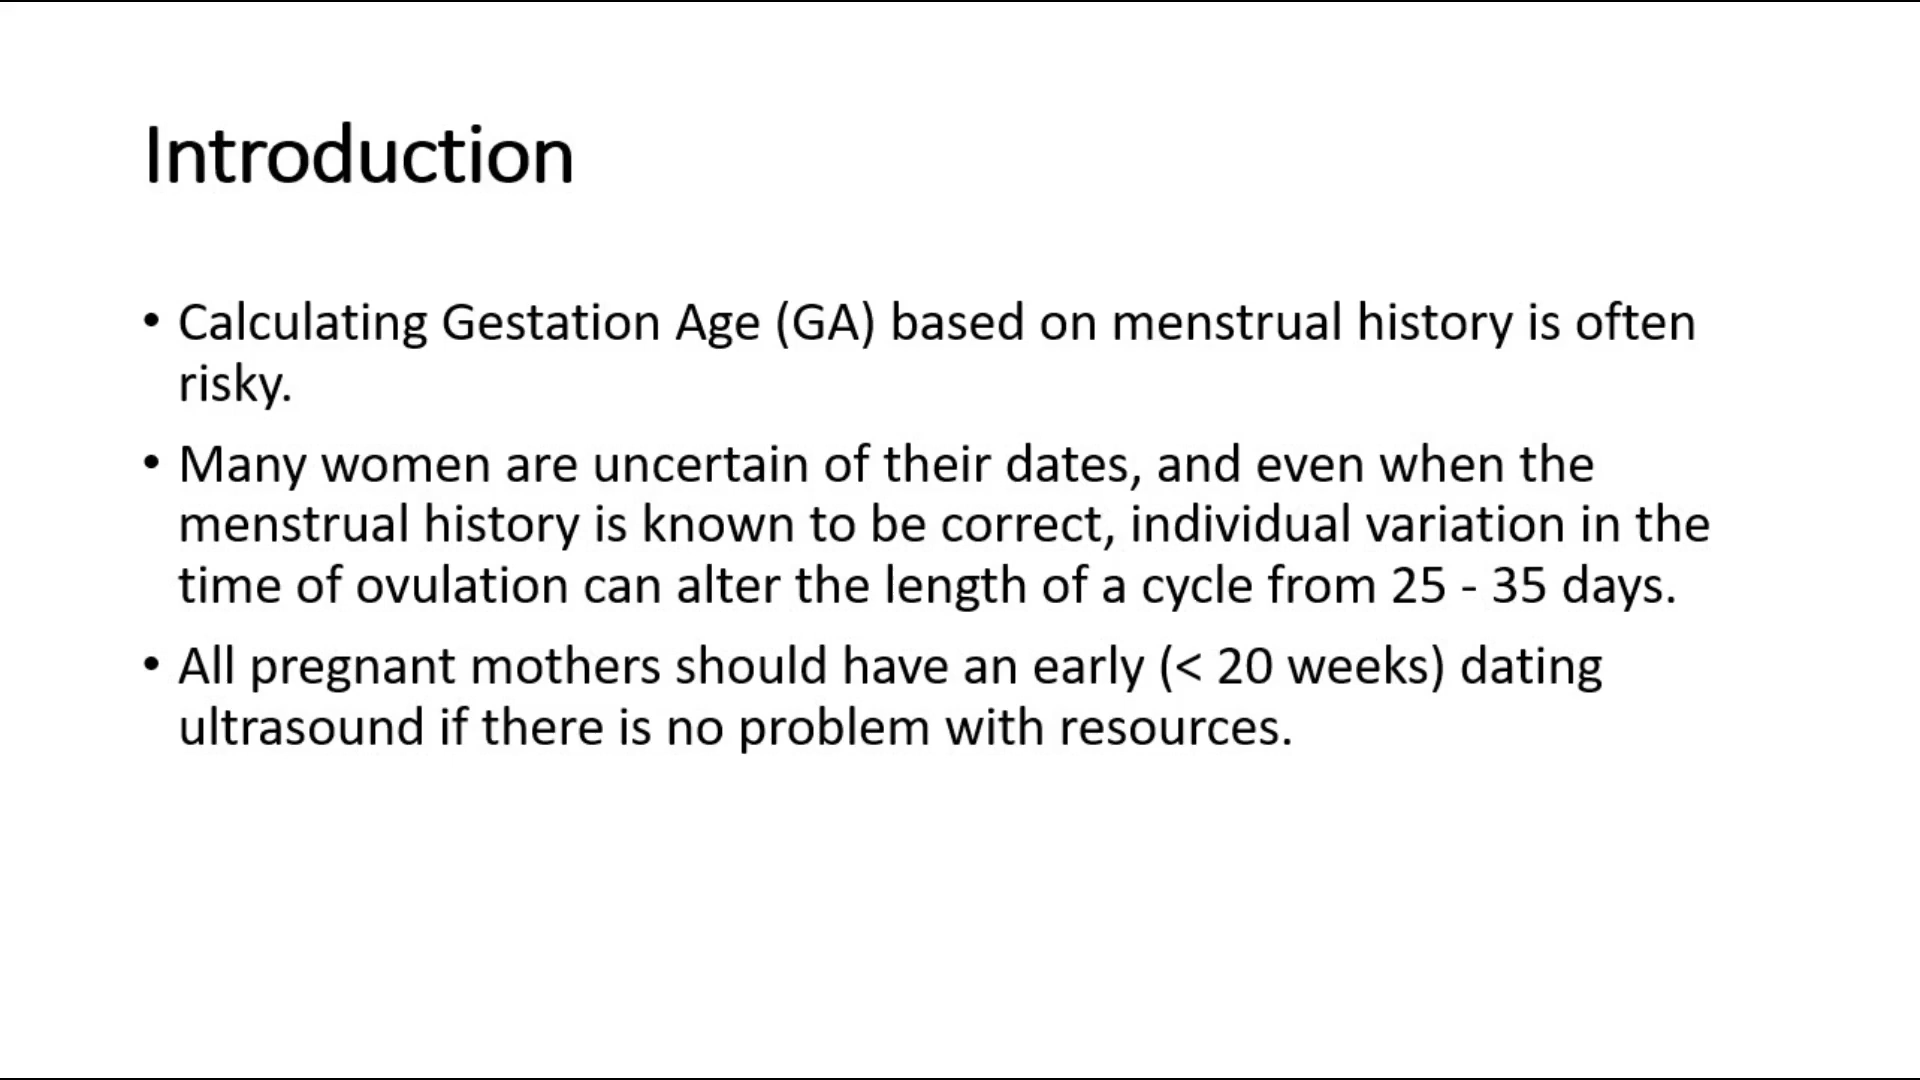 Introduction
• Calculating Gestation Age (GA) based on menstrual history is often
risky.
• Many women are uncertain of their dates, and even when the
menstrual history is known to be correct, individual variation in the
time of ovulation can alter the length of a cycle from 25 - 35 days.
• All pregnant mothers should have an early (< 20 weeks) dating
ultrasound if there is no problem with resources.